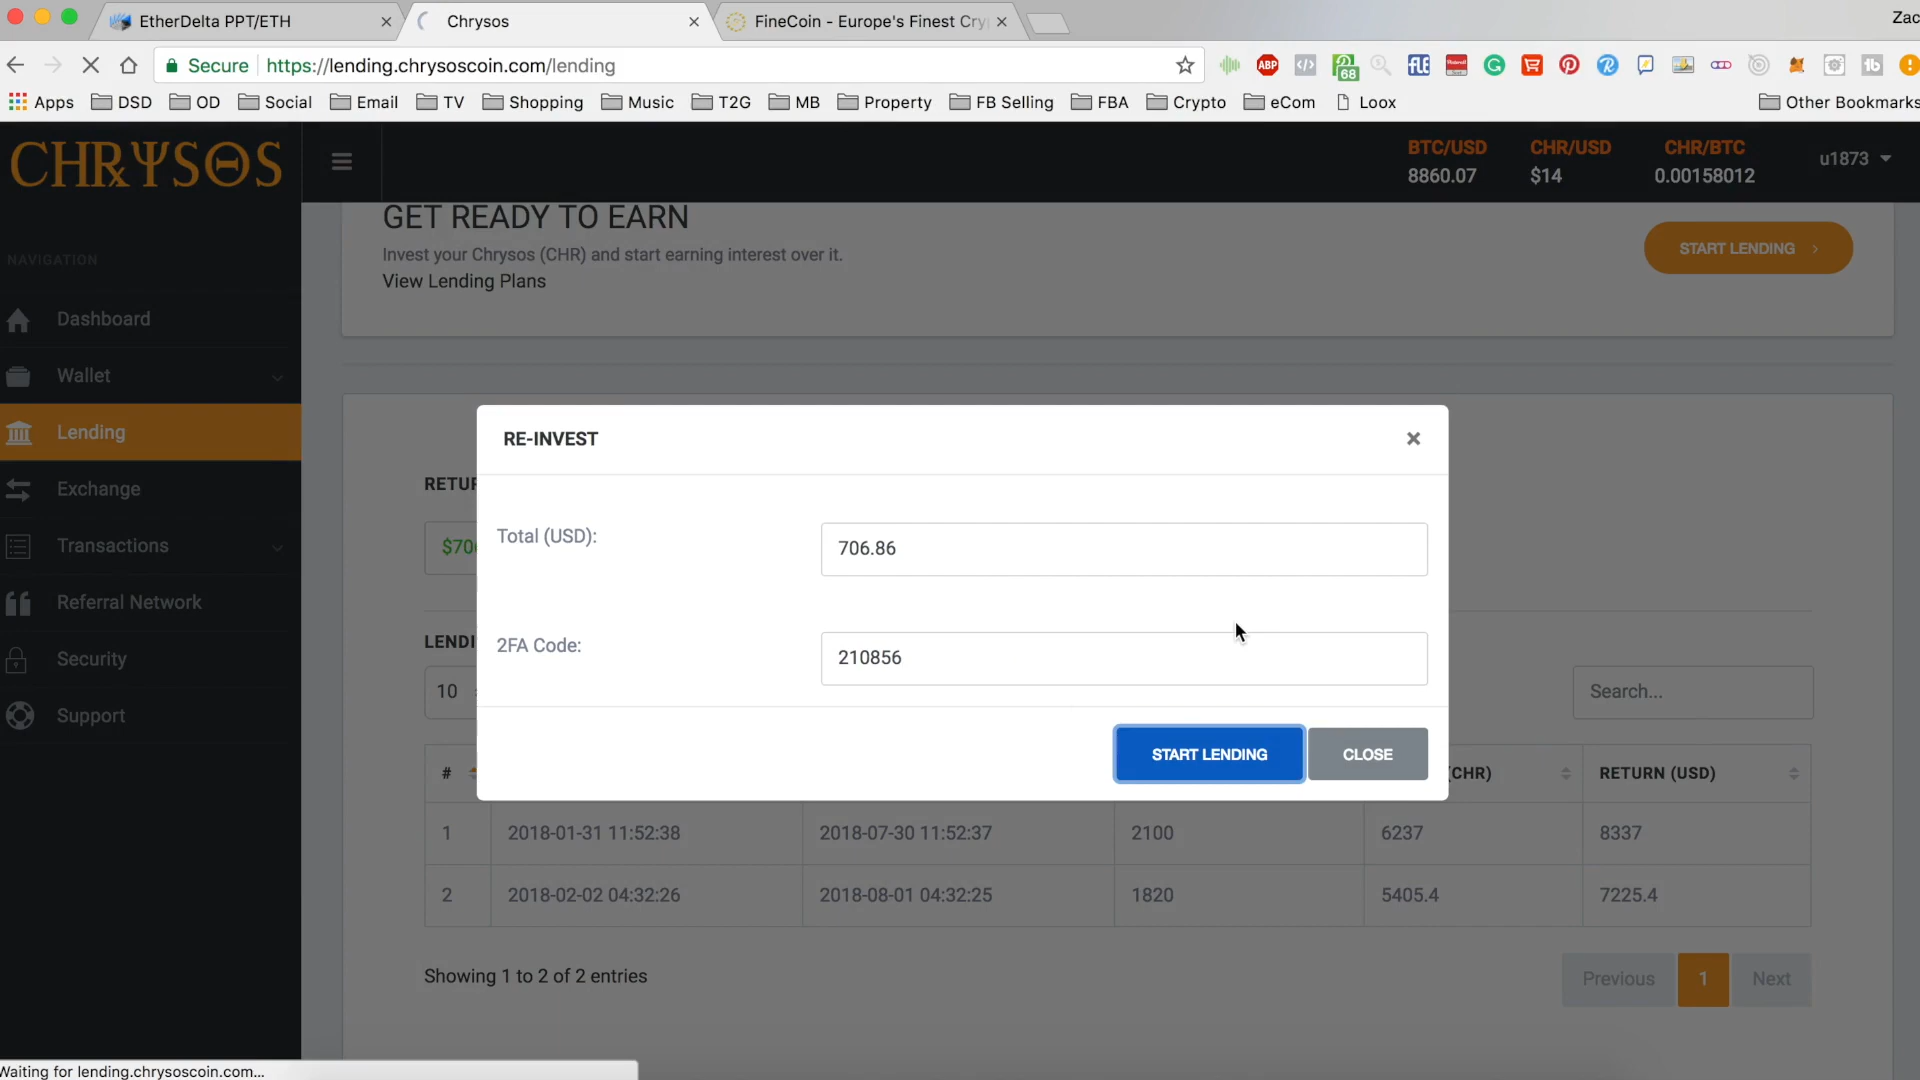 EtherDelta PPT/ETH
Chrysos
FineCoin - Europe's Finest Cry
Zac
Secure
https://lending.chrysoscoin.com/lending
ABP
68
Apps DSD OD Social Email TV Shopping Music T2G MB Property FB Selling FBA Crypto eCom Loox Other Bookmarks
CHRΨSΘS
BTC/USD CHR/USD CHR/BTC
8860.07 $14 0.00158012
u1873
NAVIGATION
Dashboard
Wallet
Lending
Exchange
Transactions
Referral Network
Security
Support
GET READY TO EARN
Invest your Chrysos (CHR) and start earning interest over it.
View Lending Plans
START LENDING
RETUR
$70
RE-INVEST
Total (USD):
706.86
2FA Code:
210856
START LENDING CLOSE
LENDI
10
Search...
# (CHR) RETURN (USD)
1 2018-01-31 11:52:38 2018-07-30 11:52:37 2100 6237 8337
2 2018-02-02 04:32:26 2018-08-01 04:32:25 1820 5405.4 7225.4
Showing 1 to 2 of 2 entries
Previous 1 Next
Waiting for lending.chrysoscoin.com...